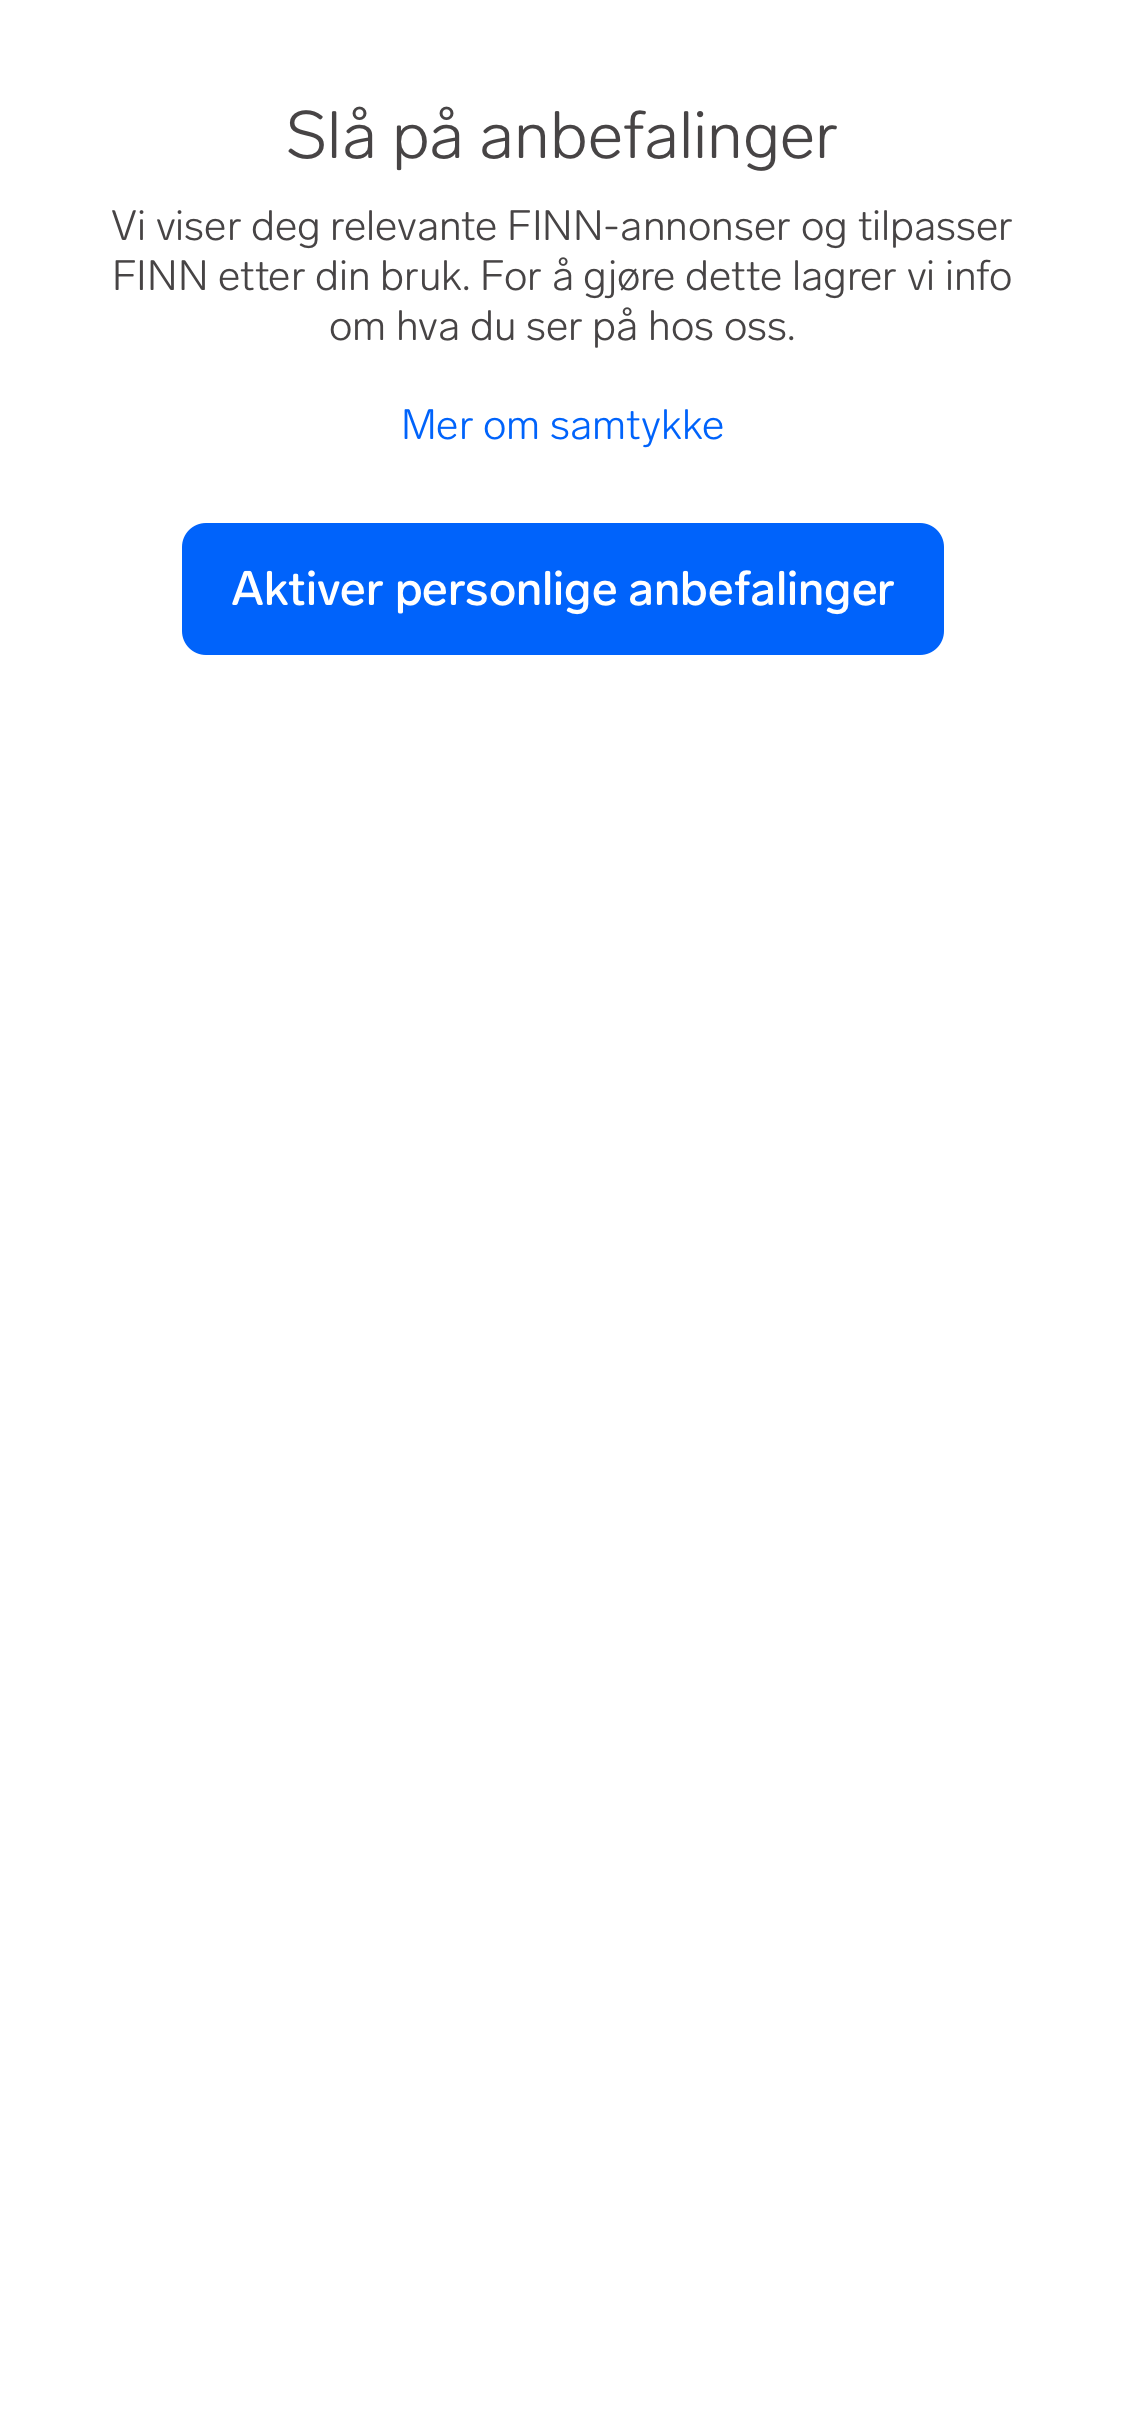 Slå på anbefalinger
Vi viser deg relevante FINN-annonser og tilpasser
FINN etter din bruk. For å gjøre dette lagrer vi info
om hva du ser på hos oss.
Mer om samtykke
Aktiver personlige anbefalinger